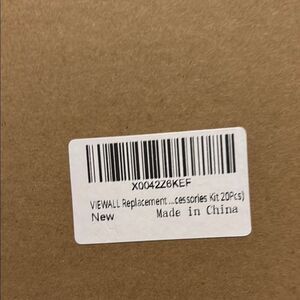 X0042Z6KEF
VIEWALL Replacement ...cessories Kit 20Pcs)
New
Made in China